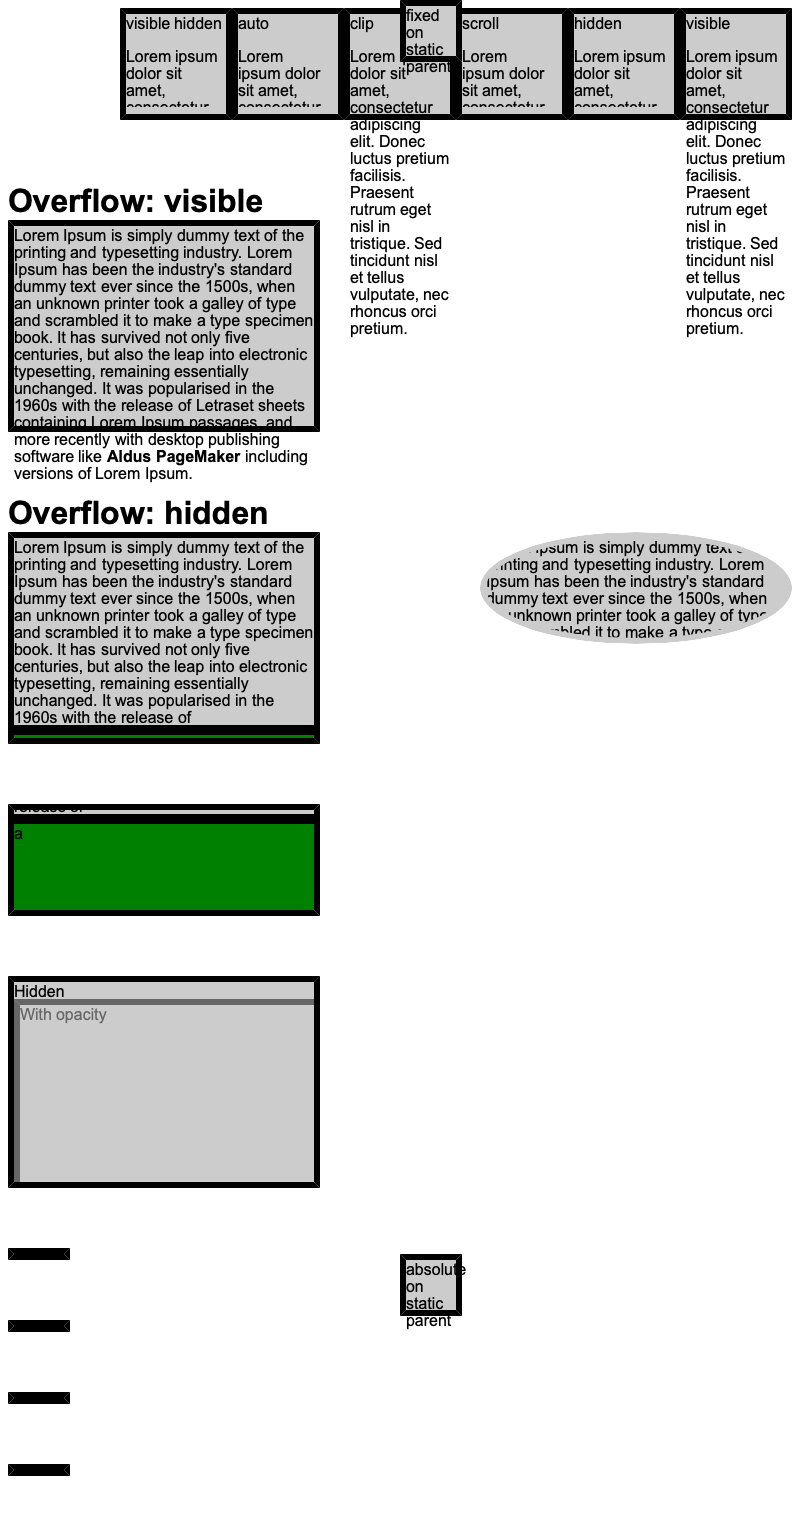 visible hidden
Lorem ipsum
dolor sit
amet,
consectetur
auto
Lorem
ipsum dolor
sit amet,
consectetur
clip
Lorem ipsum
dolor sit
amet,
consectetur
adipiscing
elit. Donec
luctus pretium
facilisis.
Praesent
rutrum eget
nisl in
tristique. Sed
tincidunt nisl
et tellus
vulputate, nec
rhoncus orci
pretium.
fixed
on
static
parent
scroll
Lorem
ipsum dolor
sit amet,
consectetur
hidden
Lorem ipsum
dolor sit
amet,
consectetur
visible
Lorem ipsum
dolor sit
amet,
consectetur
adipiscing
elit. Donec
luctus pretium
facilisis.
Praesent
rutrum eget
nisl in
tristique. Sed
tincidunt nisl
et tellus
vulputate, nec
rhoncus orci
pretium.
Overflow: visible
Lorem Ipsum is simply dummy text of the
printing and typesetting industry. Lorem
Ipsum has been the industry's standard
dummy text ever since the 1500s, when
an unknown printer took a galley of type
and scrambled it to make a type specimen
book. It has survived not only five
centuries, but also the leap into electronic
typesetting, remaining essentially
unchanged. It was popularised in the
1960s with the release of Letraset sheets
containing Lorem Ipsum passages, and
more recently with desktop publishing
software like Aldus PageMaker including
versions of Lorem Ipsum.
Overflow: hidden
Lorem Ipsum is simply dummy text of the
printing and typesetting industry. Lorem
Ipsum has been the industry's standard
dummy text ever since the 1500s, when
an unknown printer took a galley of type
and scrambled it to make a type specimen
book. It has survived not only five
centuries, but also the leap into electronic
typesetting, remaining essentially
unchanged. It was popularised in the
1960s with the release of
Ipsum is simply dummy text
printing and typesetting industry. Lorem
Ipsum has been the industry's standard
dummy text ever since the 1500s, when
unknown printer took a galley of type
scrambled it to make a type
release of
a
Hidden
With opacity
absolute
on
static
parent